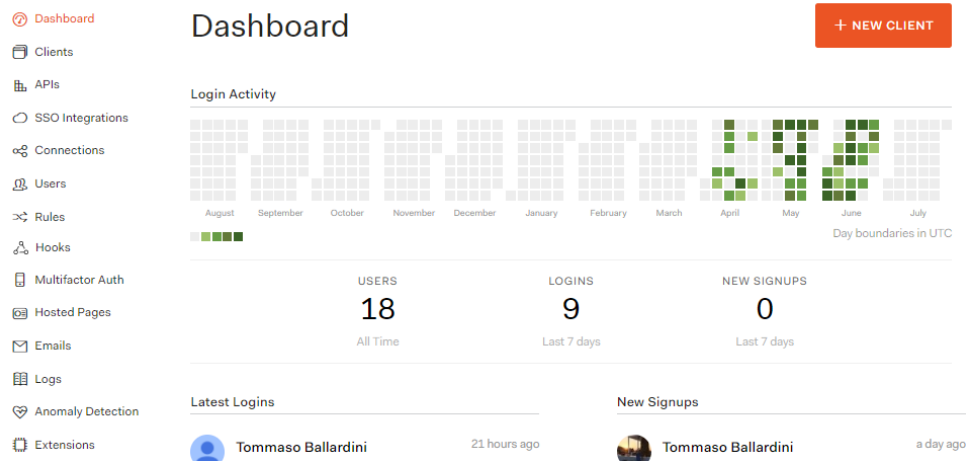 Dashboard
Clients
APIs
SSO Integrations
Connections
Users
Rules
Hooks
Multifactor Auth
Hosted Pages
Emails
Logs
Anomaly Detection
Extensions
Dashboard
+ NEW CLIENT
Login Activity
August September October November December January February March April May June July
Day boundaries in UTC
USERS LOGINS NEW SIGNUPS
18 9 0
All Time Last 7 days Last 7 days
Latest Logins New Signups
Tommaso Ballardini 21 hours ago Tommaso Ballardini a day ago